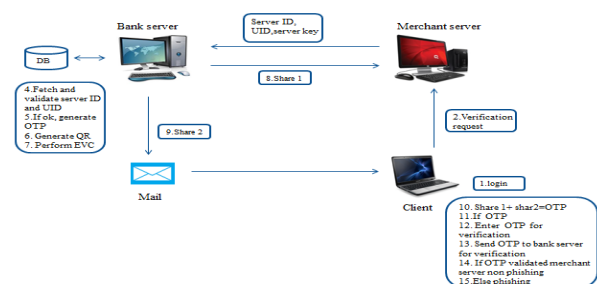 Bank server
Server ID,
UID,server key
Merchant server
DB
8.Share 1
4.Fetch and
validate server ID
and UID
5.If ok, generate
OTP
6. Generate QR
7. Perform EVC
9.Share 2
2.Verification
request
Mail
Client
1.login
10. Share 1+ shar2=OTP
11.If OTP
12. Enter OTP for
verification
13. Send OTP to bank server
for verification
14. If OTP validated merchant
server non phishing
15.Else phishing